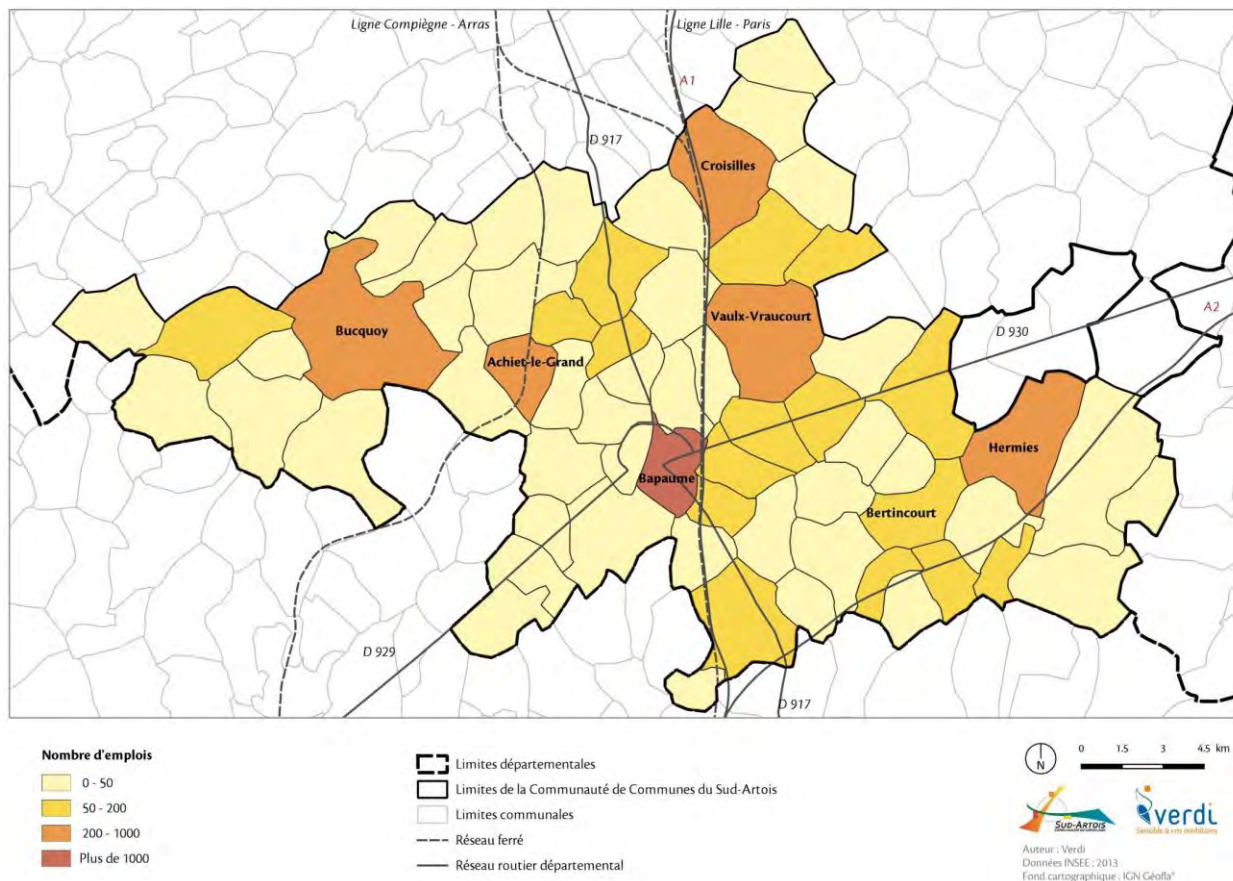 Ligne Compiègne - Arras
Ligne Lille - Paris
A1
D 917
Croisilles
Vaulx-Vraucourt
Bucquoy
Achiet-le-Grand
D 930
A2
Hermies
Bapaume
Bertincourt
D 929
D 917
Nombre d'emplois
0 - 50
50 - 200
200 - 1000
Plus de 1000
Limites départementales
Limites de la Communauté de Communes du Sud-Artois
Limites communales
Réseau ferré
Réseau routier départemental
N
0 1.5 3 4.5 km
SUD-ARTOIS
verdi
Auteur : Verdi
Données INSEE : 2013
Fond cartographique : IGN Géofla®